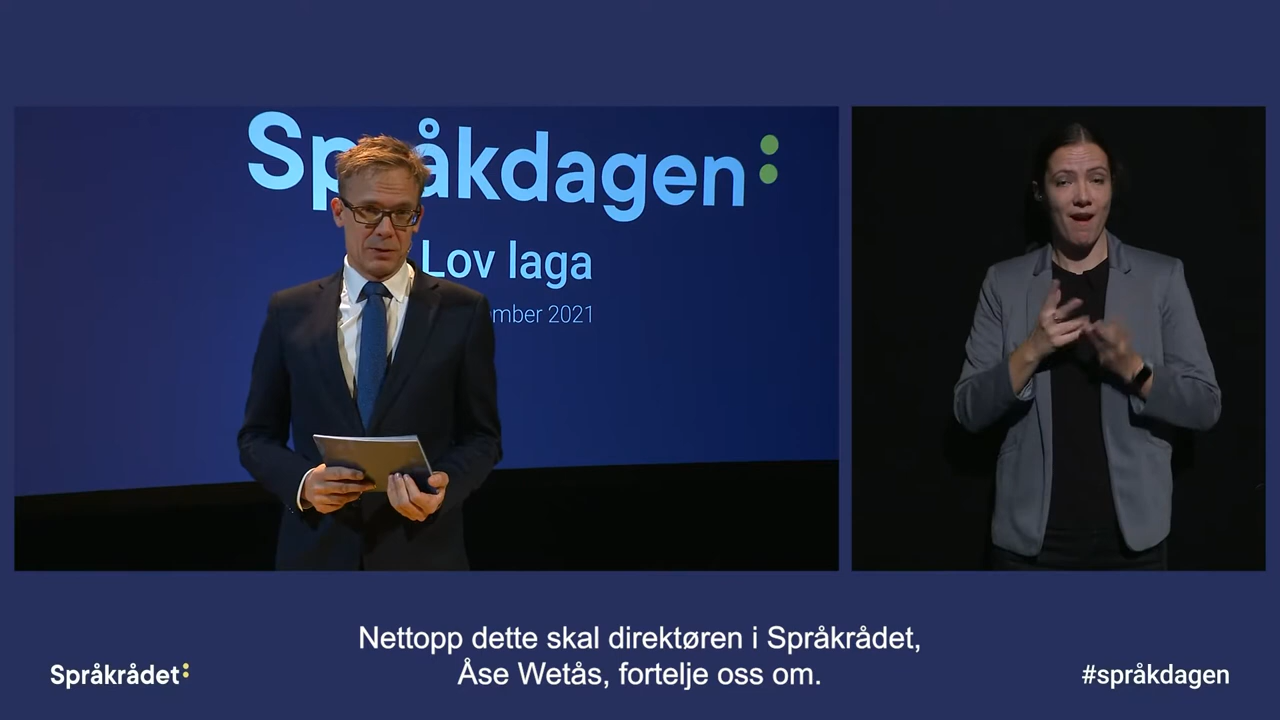 Språkdagen:
Lov laga
mber 2021
Nettopp dette skal direktøren i Språkrådet,
Åse Wetås, fortelje oss om.
Språkrådet:
#språkdagen